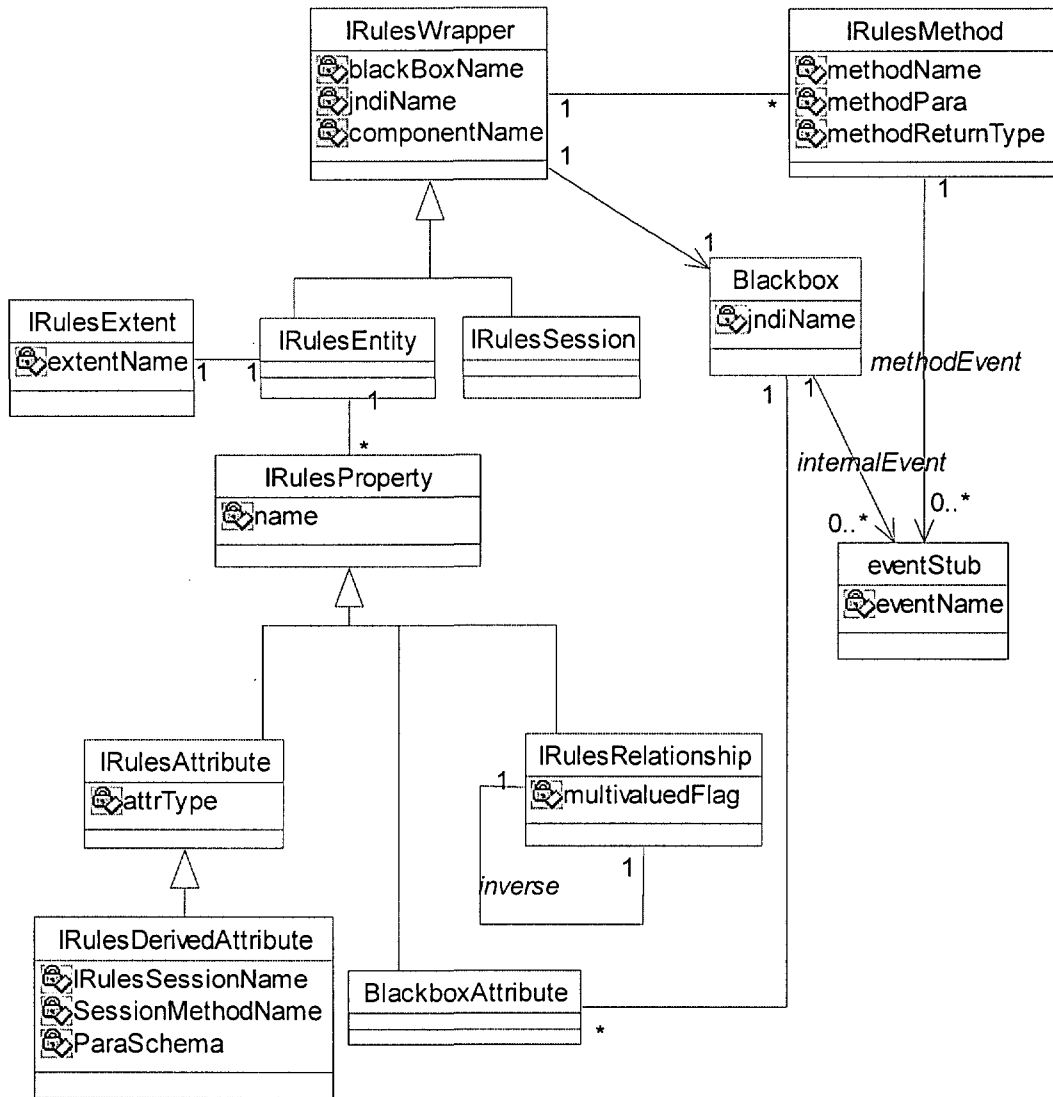 IRulesWrapper
blackBoxName
jndiName
componentName
IRulesMethod
methodName
methodPara
methodReturnType
1
*
1
1
1
Blackbox
jndiName
IRulesExtent
extentName
1
1
IRulesEntity
IRulesSession
1
*
methodEvent
1
1
internalEvent
0..*
0..*
IRulesProperty
name
eventStub
eventName
IRulesAttribute
attrType
IRulesRelationship
multivaluedFlag
1
1
inverse
IRulesDerivedAttribute
IRulesSessionName
SessionMethodName
ParaSchema
BlackboxAttribute
*